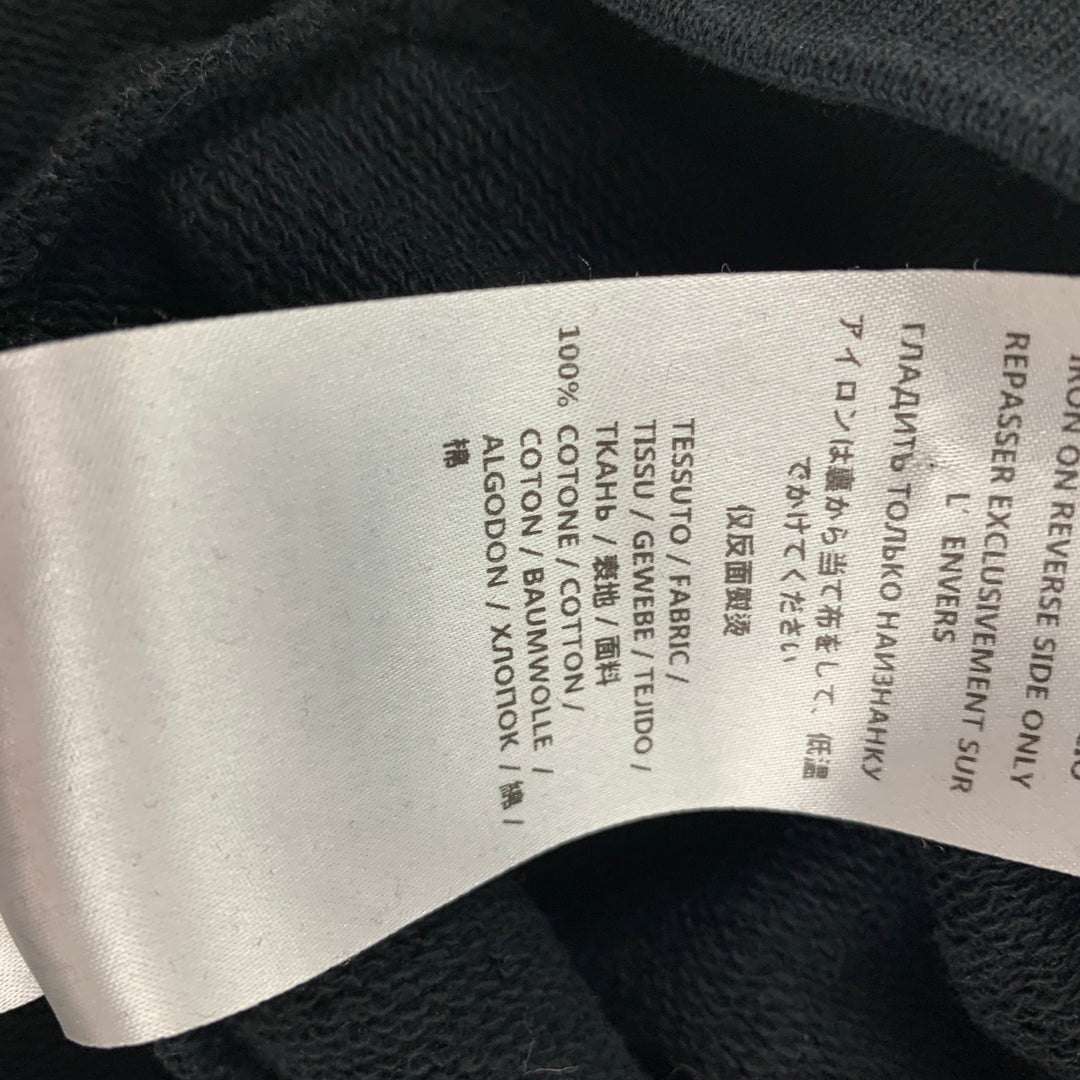 IRON ON REVERSE SIDE ONLY
REPASSER EXCLUSIVEMENT SUR
L' ENVERS
ГЛАДИТЬ ТОЛЬКО НАИЗНАНКУ
アイロンは裏から当て布をして、低温
でかけてください
仅反面熨烫
TESSUTO / FABRIC /
TISSU / GEWEBE / TEJIDO /
ТКАНЬ / 表地 / 面料
100% COTONE / COTTON /
COTON / BAUMWOLLE /
ALGODON / ХЛОПОК / 綿 /
棉